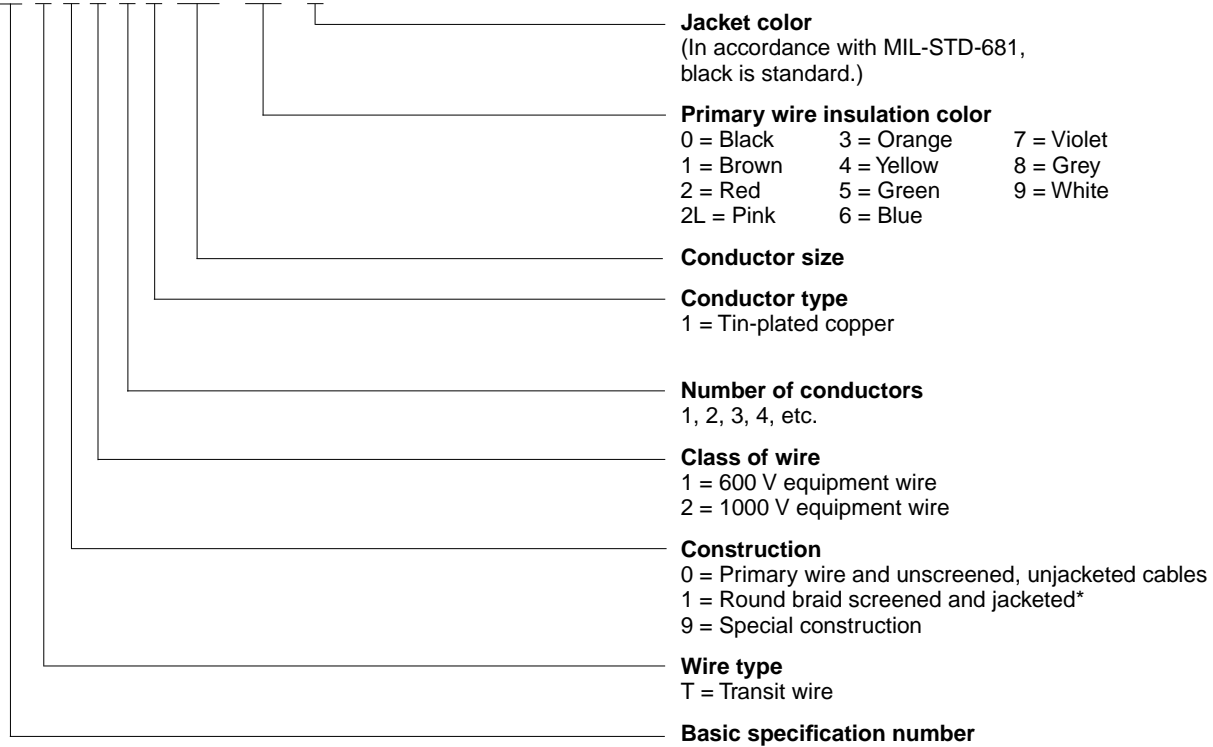 Jacket color
(In accordance with MIL-STD-681,
black is standard.)
Primary wire insulation color
0 = Black 3 = Orange 7 = Violet
1 = Brown 4 = Yellow 8 = Grey
2 = Red 5 = Green 9 = White
2L = Pink 6 = Blue
Conductor size
Conductor type
1 = Tin-plated copper
Number of conductors
1, 2, 3, 4, etc.
Class of wire
1 = 600 V equipment wire
2 = 1000 V equipment wire
Construction
0 = Primary wire and unscreened, unjacketed cables
1 = Round braid screened and jacketed*
9 = Special construction
Wire type
T = Transit wire
Basic specification number